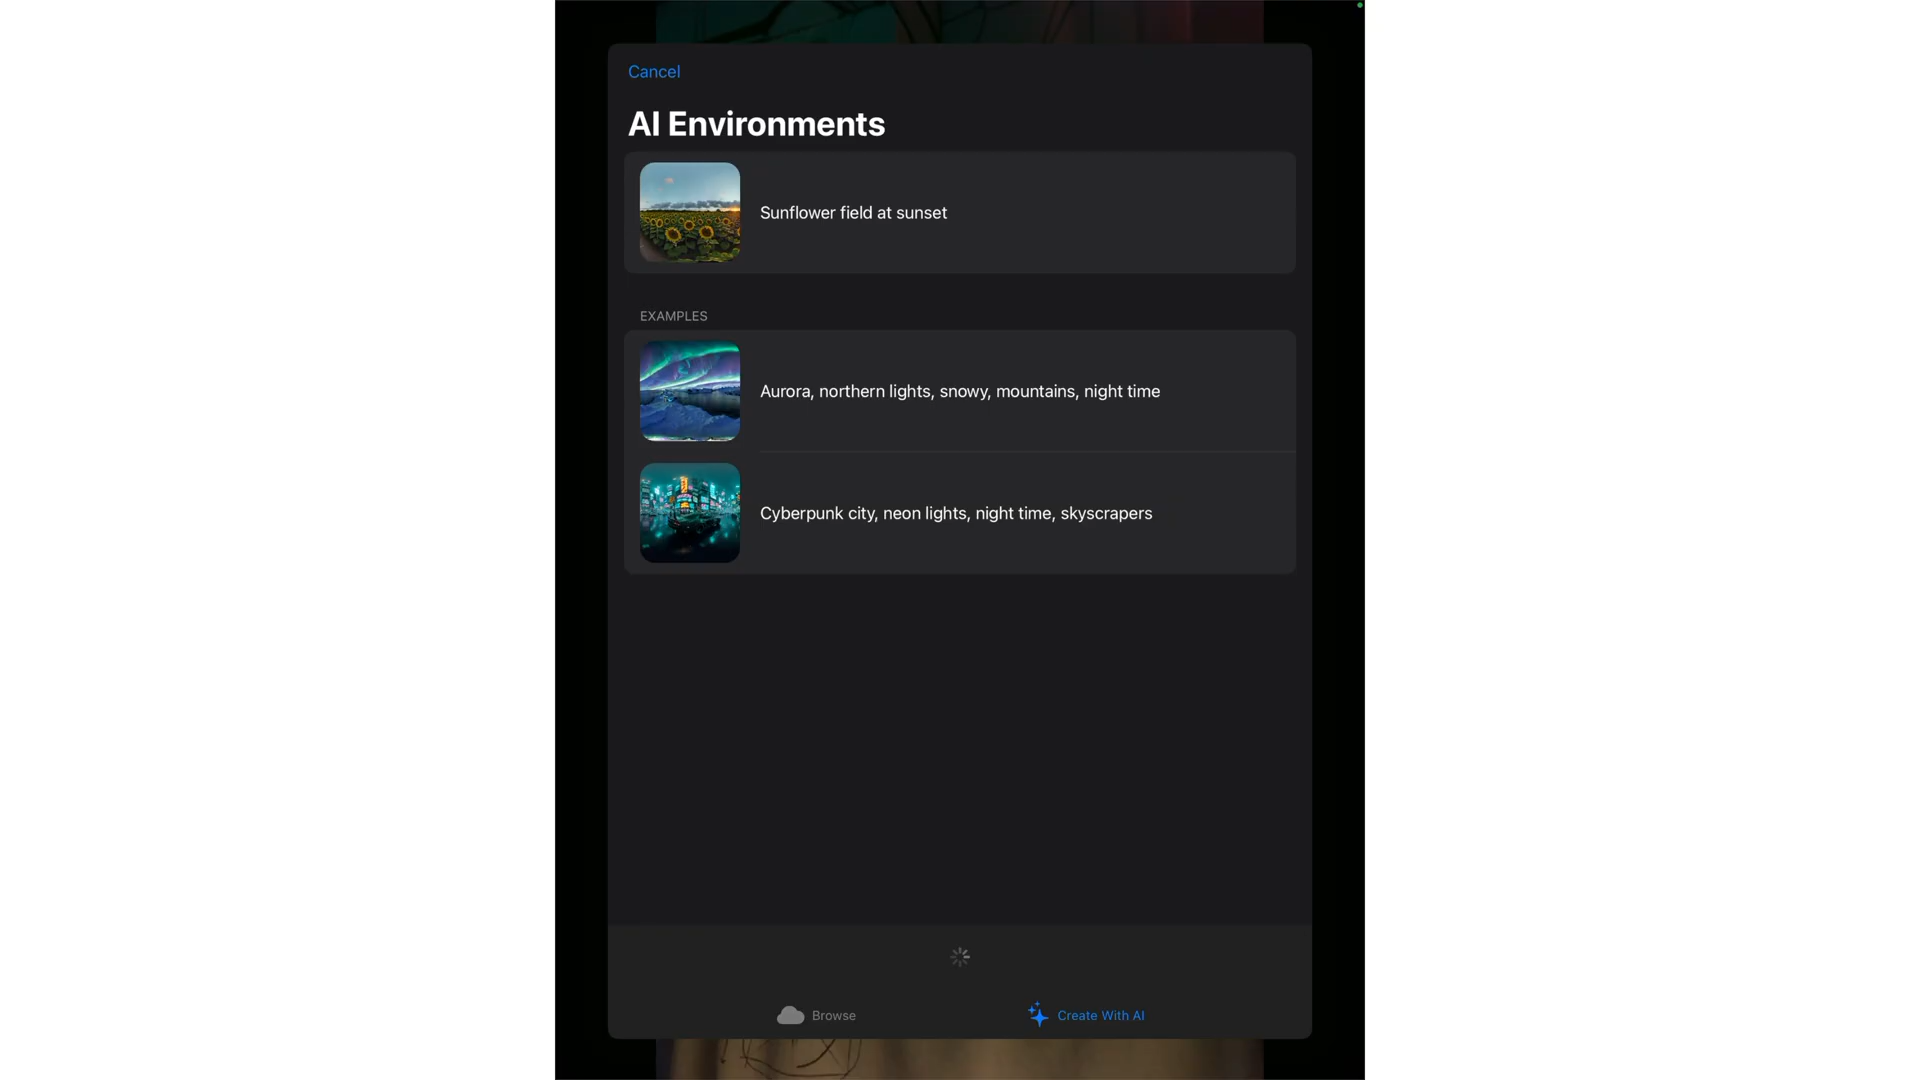 Cancel
AI Environments
Sunflower field at sunset
EXAMPLES
Aurora, northern lights, snowy, mountains, night time
Cyberpunk city, neon lights, night time, skyscrapers
Browse
Create With AI